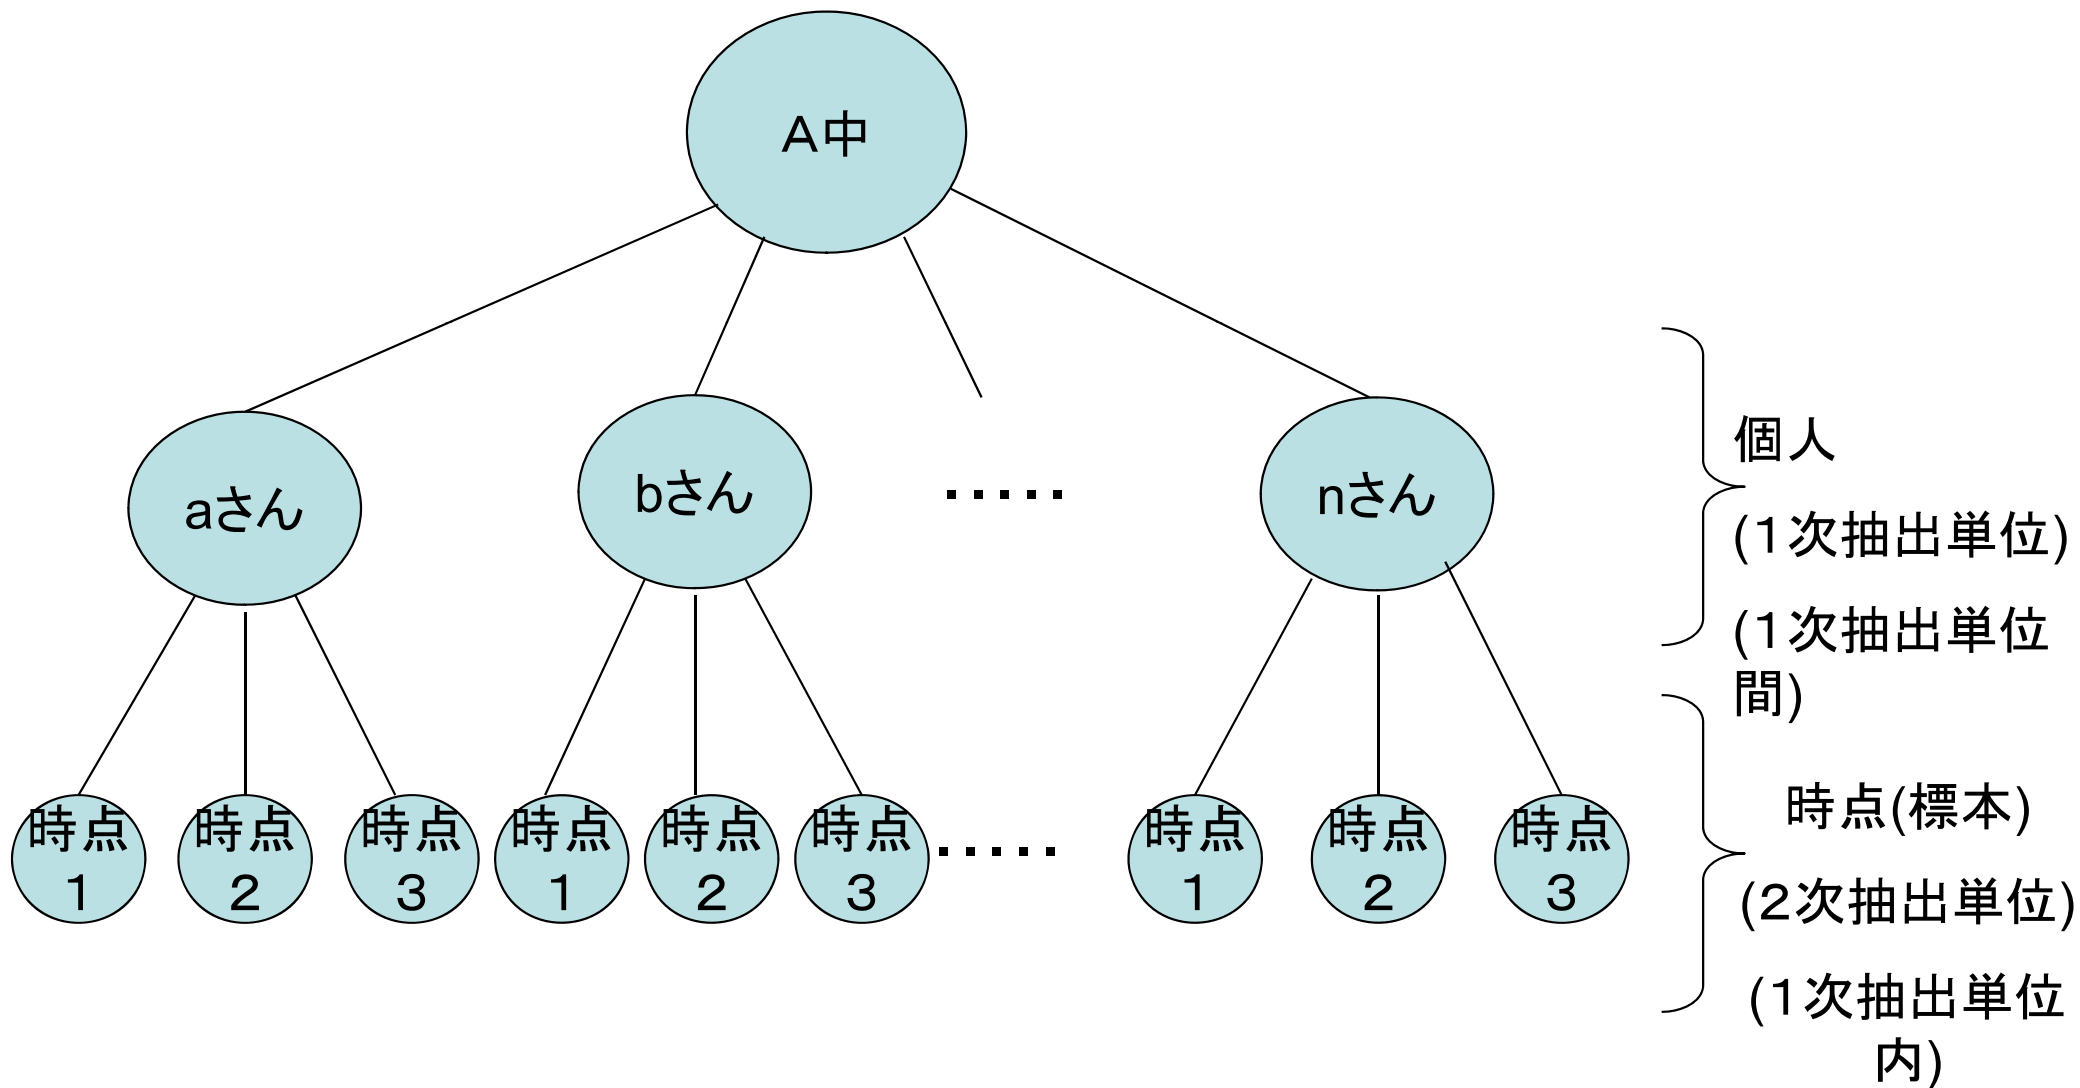 A中
aさん
bさん
.....
nさん
個人
(1次抽出単位)
(1次抽出単位
間)
時点
1
時点
2
時点
3
時点
1
時点
2
時点
3
.....
時点
1
時点
2
時点
3
時点(標本)
(2次抽出単位)
(1次抽出単位
内)